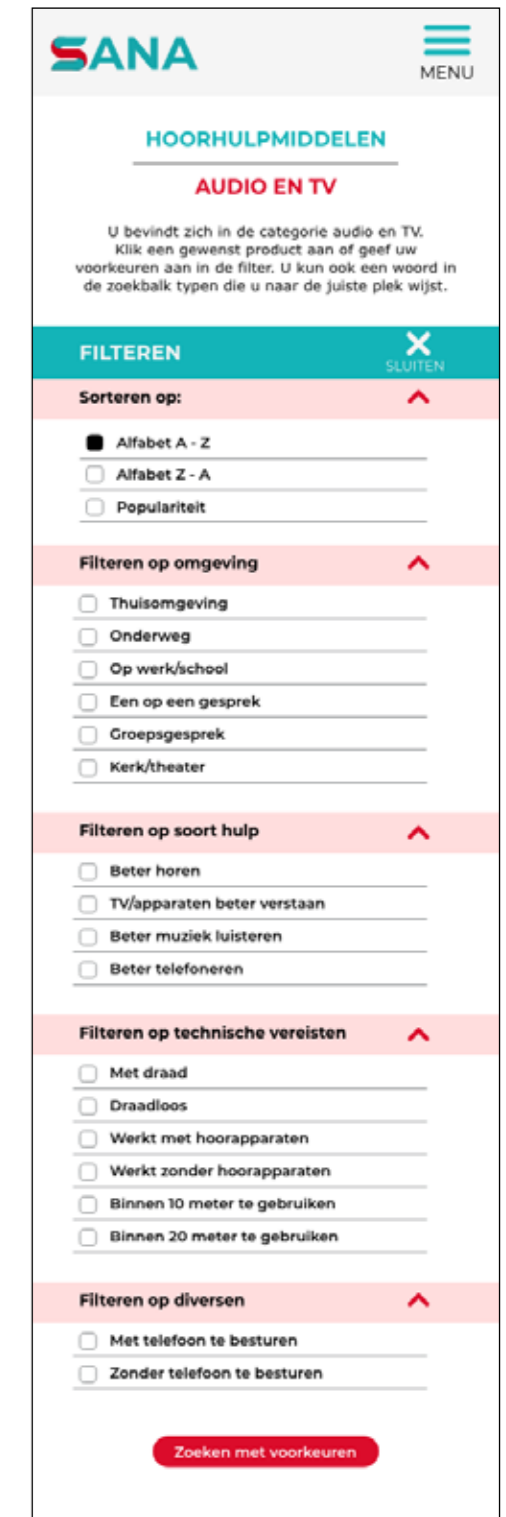 SANA
MENU
HOORHULPMIDDELEN
AUDIO EN TV
U bevindt zich in de categorie audio en TV.
Klik een gewenst product aan of geef uw
voorkeuren aan in de filter. U kun ook een woord in
de zoekbalk typen die u naar de juiste plek wijst.
FILTEREN
SLUITEN
Sorteren op:
Alfabet A - Z
Alfabet Z - A
Populariteit
Filteren op omgeving
Thuisomgeving
Onderweg
Op werk/school
Een op een gesprek
Groepsgesprek
Kerk/theater
Filteren op soort hulp
Beter horen
TV/apparaten beter verstaan
Beter muziek luisteren
Beter telefoneren
Filteren op technische vereisten
Met draad
Draadloos
Werkt met hoorapparaten
Werkt zonder hoorapparaten
Binnen 10 meter te gebruiken
Binnen 20 meter te gebruiken
Filteren op diversen
Met telefoon te besturen
Zonder telefoon te besturen
Zoeken met voorkeuren